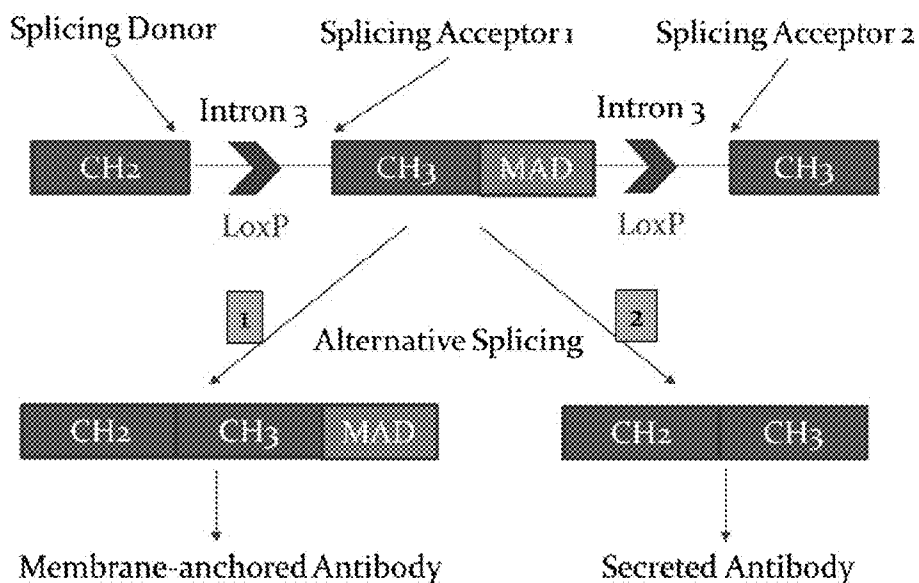 Splicing Donor
Splicing Acceptor 1
Splicing Acceptor 2
Intron 3
Intron 3
CH2
CH3
MAD
CH3
LoxP
LoxP
1
2
Alternative Splicing
CH2
CH3
MAD
CH2
CH3
Membrane-anchored Antibody
Secreted Antibody